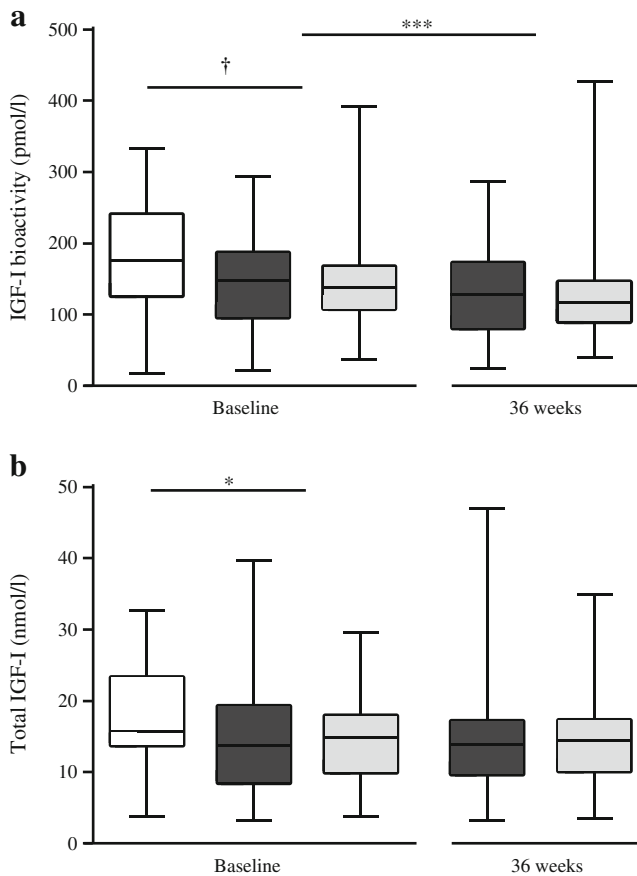 a
IGF-I bioactivity (pmol/l)
500
400
300
200
100
0
***
†
Baseline
36 weeks
b
Total IGF-I (nmol/l)
50
40
30
20
10
0
*
Baseline
36 weeks